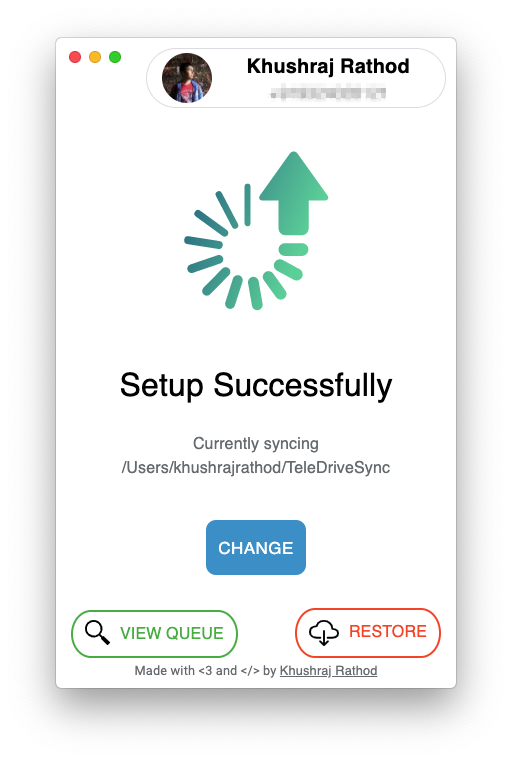 Khushraj Rathod
Setup Successfully
Currently syncing
/Users/khushrajrathod/TeleDriveSync
CHANGE
VIEW QUEUE
RESTORE
Made with <3 and </> by Khushraj Rathod